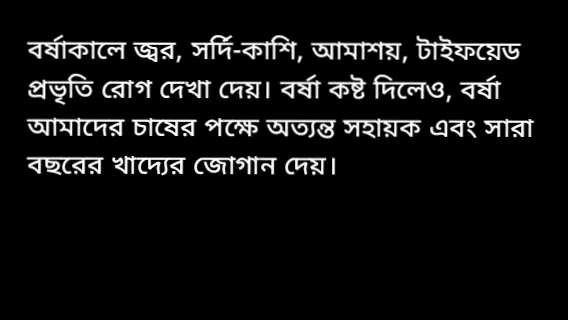 বর্ষাকালে জ্বর, সর্দি-কাশি, আমাশয়, টাইফয়েড
প্রভৃতি রোগ দেখা দেয়। বর্ষা কষ্ট দিলেও, বর্ষা
আমাদের চাষের পক্ষে অত্যন্ত সহায়ক এবং সারা
বছরের খাদ্যের জোগান দেয়।